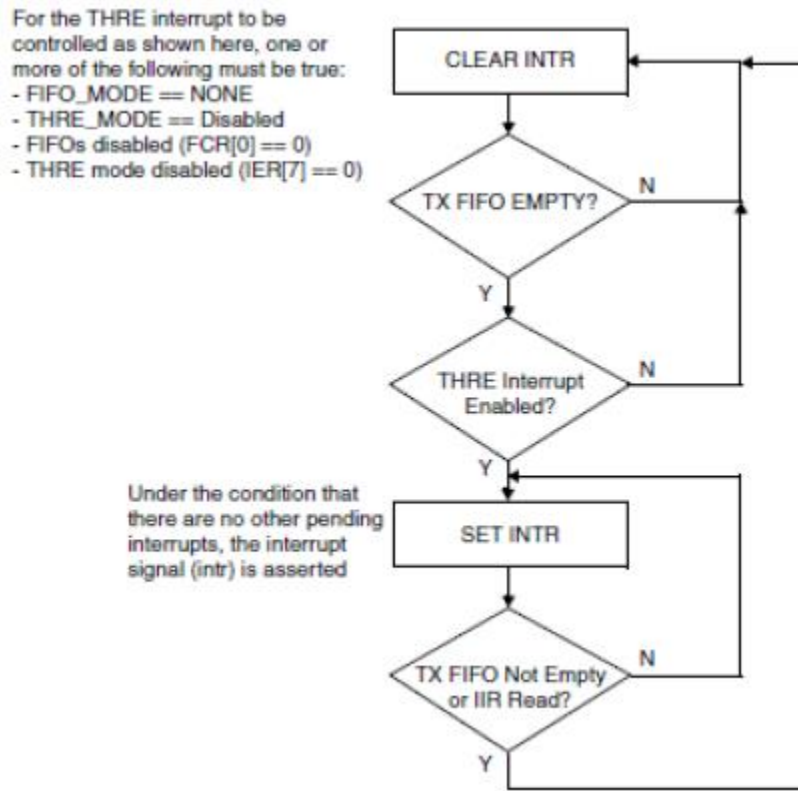 For the THRE interrupt to be
controlled as shown here, one or
more of the following must be true:
- FIFO_MODE == NONE
- THRE_MODE == Disabled
- FIFOs disabled (FCR[0] == 0)
- THRE mode disabled (IER[7] == 0)
CLEAR INTR
TX FIFO EMPTY?
N
Y
THRE Interrupt
Enabled?
N
Y
Under the condition that
there are no other pending
interrupts, the interrupt
signal (intr) is asserted
SET INTR
TX FIFO Not Empty
or IIR Read?
N
Y